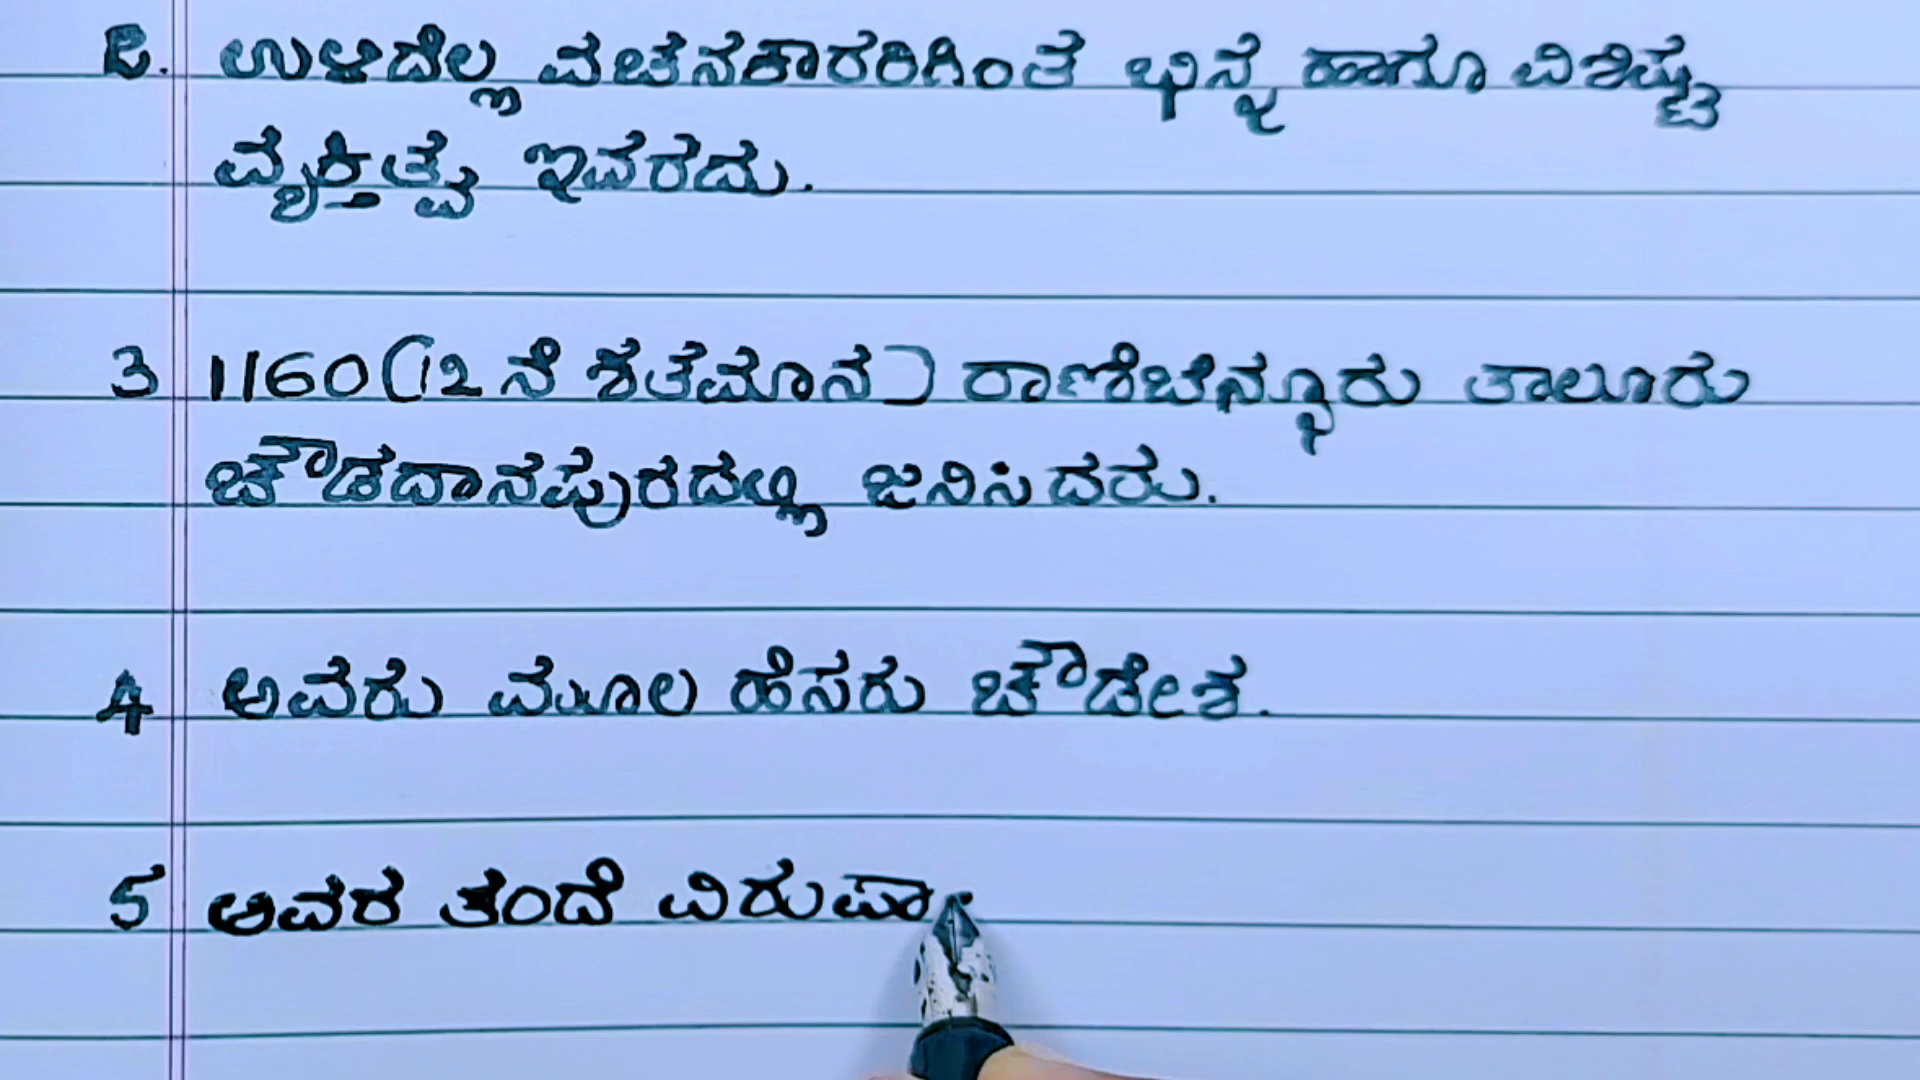 ೭. ಉಳಿದೆಲ್ಲ ವಚನಕಾರರಿಗಿಂತ ಭಿನ್ನ ಹಾಗೂ ವಿಶಿಷ್ಟ
ವ್ಯಕ್ತಿತ್ವ ಇವರದು.
3 1160(12 ನೆ ಶತಮಾನ) ರಾಣಿಬೆನ್ನೂರು ತಾಲೂರು
ಚೌಡದಾನಪುರದಲ್ಲಿ ಜನಿಸಿದರು.
4 ಅವರು ಮೂಲ ಹೆಸರು ಚೌಡೇಶ.
5 ಅವರ ತಂದೆ ವಿರುಪಾ